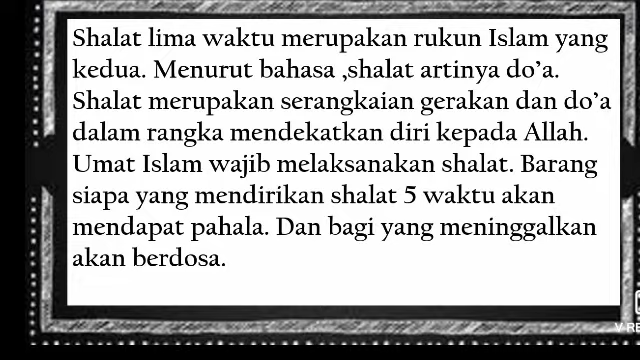 Shalat lima waktu merupakan rukun Islam yang
kedua. Menurut bahasa ,shalat artinya do'a.
Shalat merupakan serangkaian gerakan dan do'a
dalam rangka mendekatkan diri kepada Allah.
Umat Islam wajib melaksanakan shalat. Barang
siapa yang mendirikan shalat 5 waktu akan
mendapat pahala. Dan bagi yang meninggalkan
akan berdosa.